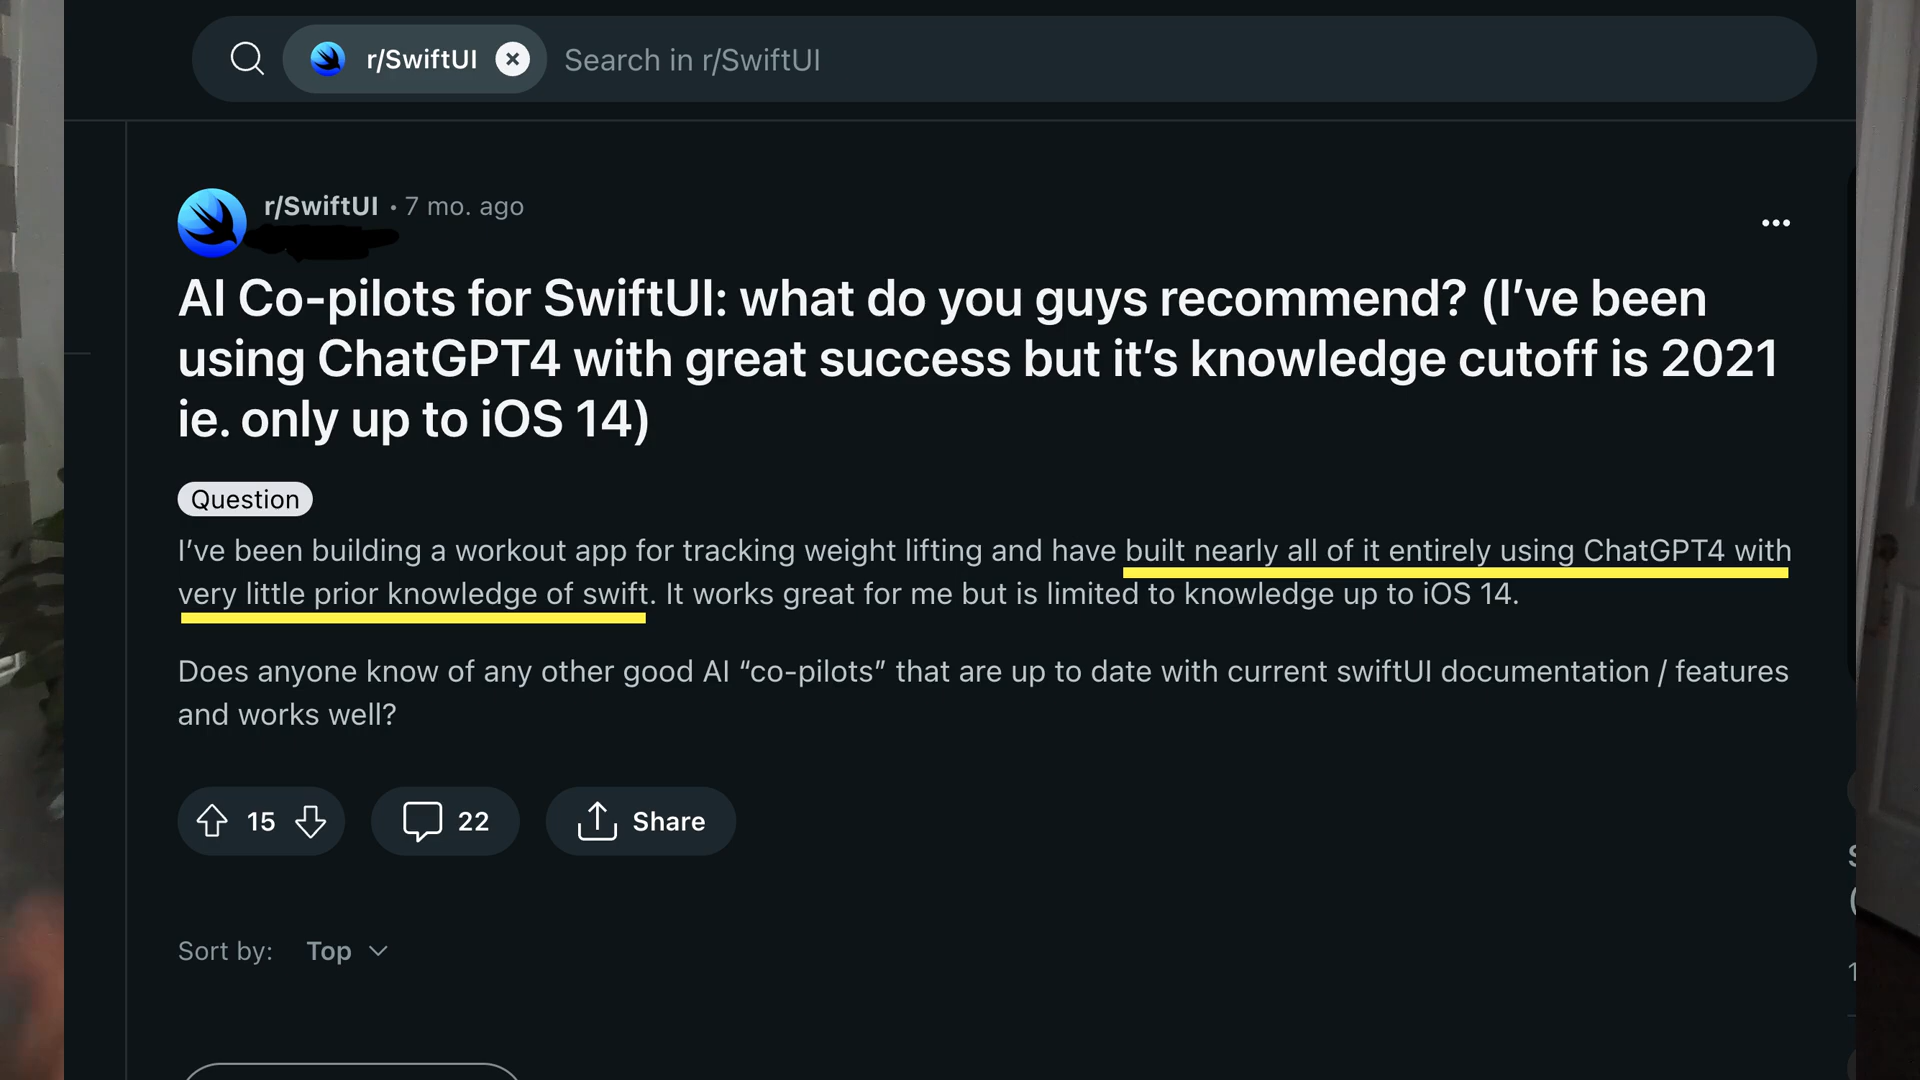 r/SwiftUI Search in r/SwiftUI
r/SwiftUI • 7 mo. ago
AI Co-pilots for SwiftUI: what do you guys recommend? (I’ve been
using ChatGPT4 with great success but it’s knowledge cutoff is 2021
ie. only up to iOS 14)
Question
I’ve been building a workout app for tracking weight lifting and have built nearly all of it entirely using ChatGPT4 with
very little prior knowledge of swift. It works great for me but is limited to knowledge up to iOS 14.
Does anyone know of any other good AI “co-pilots” that are up to date with current swiftUI documentation / features
and works well?
15 22 Share
Sort by: Top